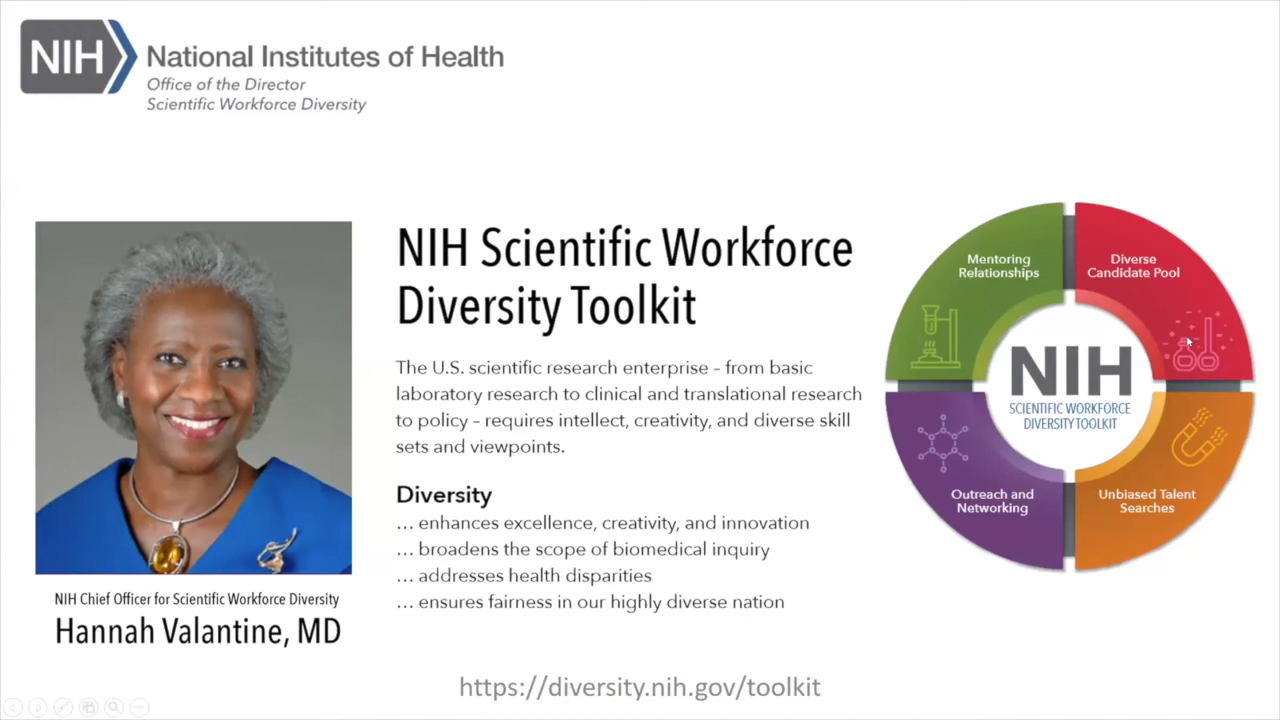 NIH
National Institutes of Health
Office of the Director
Scientific Workforce Diversity
NIH Scientific Workforce
Diversity Toolkit
The U.S. scientific research enterprise – from basic
laboratory research to clinical and translational research
to policy – requires intellect, creativity, and diverse skill
sets and viewpoints.
Diversity
… enhances excellence, creativity, and innovation
… broadens the scope of biomedical inquiry
… addresses health disparities
… ensures fairness in our highly diverse nation
NIH Chief Officer for Scientific Workforce Diversity
Hannah Valantine, MD
Mentoring
Relationships
Diverse
Candidate Pool
NIH
SCIENTIFIC WORKFORCE
DIVERSITY TOOLKIT
Outreach and
Networking
Unbiased Talent
Searches
https://diversity.nih.gov/toolkit